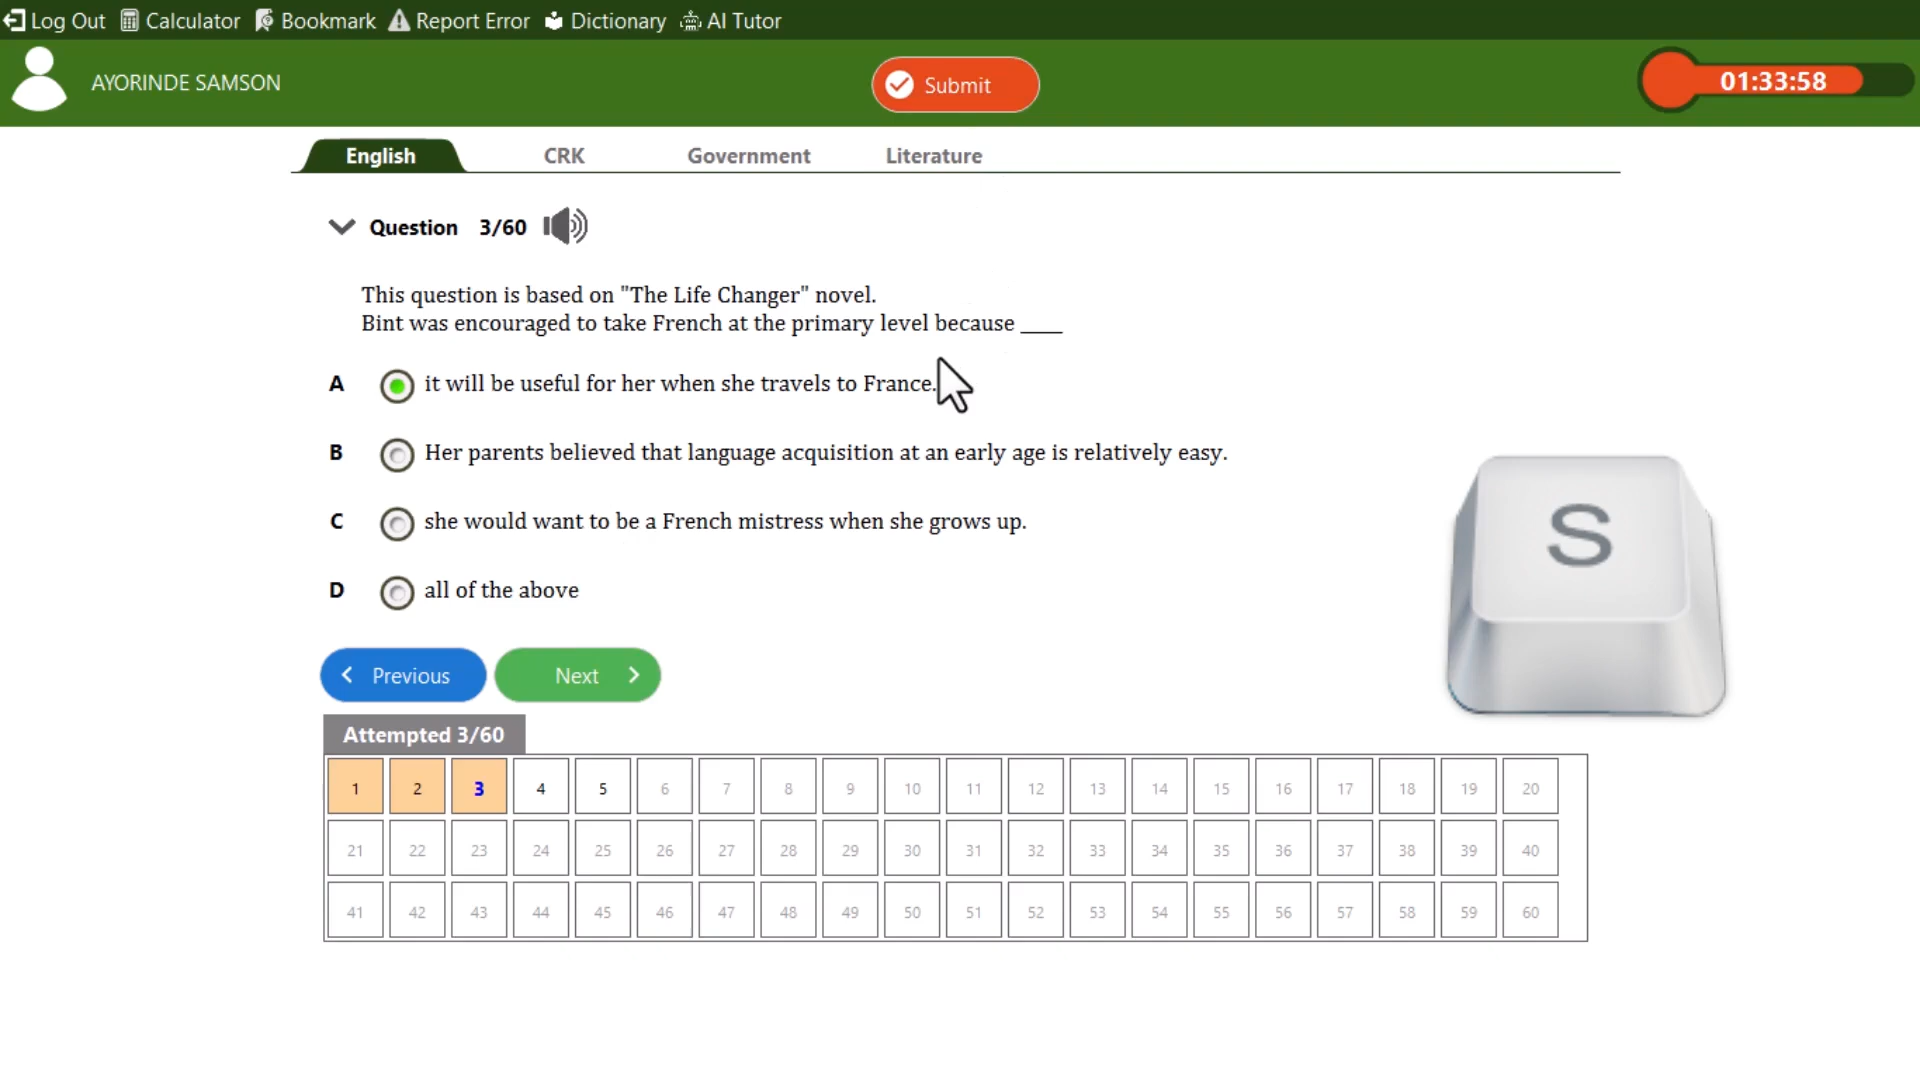 Log Out Calculator Bookmark Report Error Dictionary AI Tutor
AYORINDE SAMSON
Submit
01:33:58
English CRK Government Literature
Question 3/60
This question is based on "The Life Changer" novel.
Bint was encouraged to take French at the primary level because ____
A it will be useful for her when she travels to France.
B Her parents believed that language acquisition at an early age is relatively easy.
C she would want to be a French mistress when she grows up.
D all of the above
S
Previous Next
Attempted 3/60
1 2 3 4 5 6 7 8 9 10 11 12 13 14 15 16 17 18 19 20
21 22 23 24 25 26 27 28 29 30 31 32 33 34 35 36 37 38 39 40
41 42 43 44 45 46 47 48 49 50 51 52 53 54 55 56 57 58 59 60